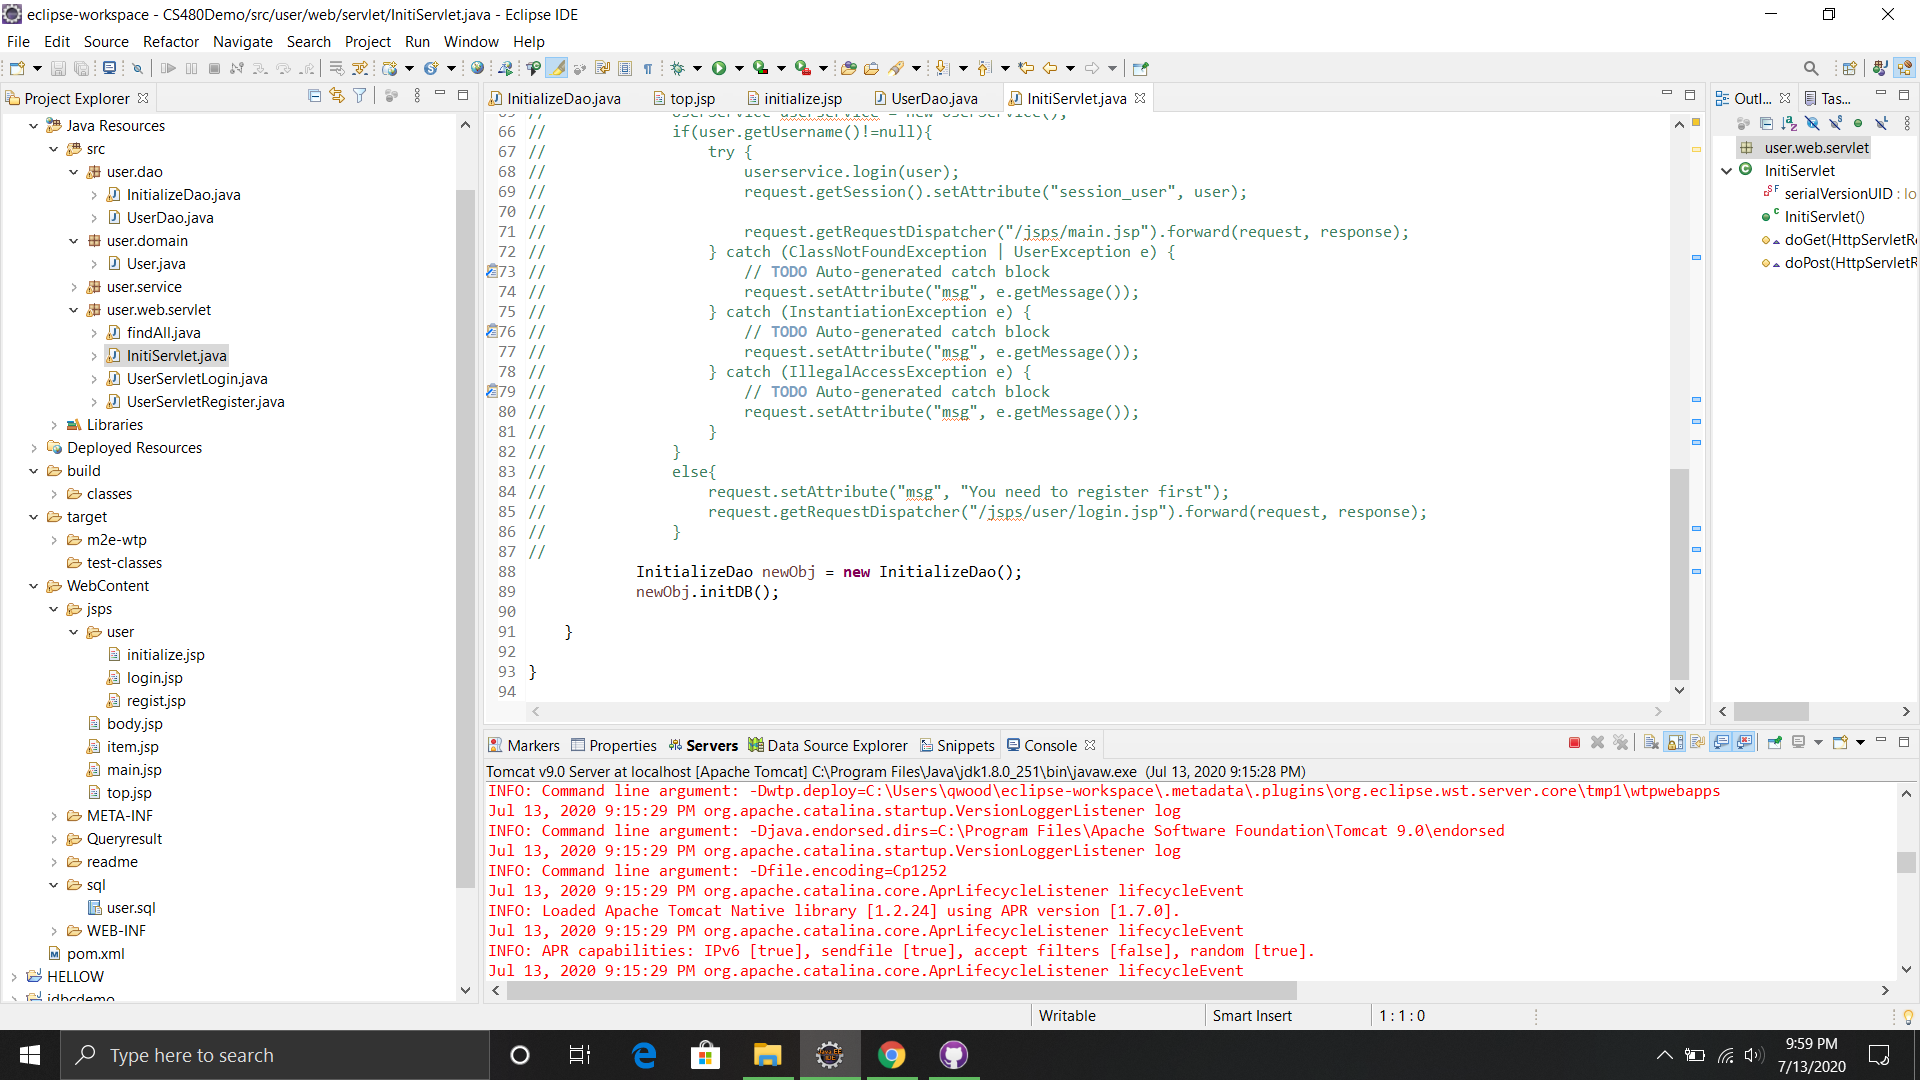 eclipse-workspace - CS480Demo/src/user/web/servlet/InitiServlet.java - Eclipse IDE
File Edit Source Refactor Navigate Search Project Run Window Help
Project Explorer
Java Resources
src
user.dao
InitializeDao.java
UserDao.java
user.domain
User.java
user.service
user.web.servlet
findAll.java
InitiServlet.java
UserServletLogin.java
UserServletRegister.java
Libraries
Deployed Resources
build
classes
target
m2e-wtp
test-classes
WebContent
jsps
user
initialize.jsp
login.jsp
regist.jsp
body.jsp
item.jsp
main.jsp
top.jsp
META-INF
Queryresult
readme
sql
user.sql
WEB-INF
pom.xml
HELLOW
jdbcdemo
InitializeDao.java top.jsp initialize.jsp UserDao.java InitiServlet.java
65 // UserService userservice = new UserService();
66 // if(user.getUsername()!=null){
67 // try {
68 // userservice.login(user);
69 // request.getSession().setAttribute("session_user", user);
70 //
71 // request.getRequestDispatcher("/jsps/main.jsp").forward(request, response);
72 // } catch (ClassNotFoundException | UserException e) {
73 // // TODO Auto-generated catch block
74 // request.setAttribute("msg", e.getMessage());
75 // } catch (InstantiationException e) {
76 // // TODO Auto-generated catch block
77 // request.setAttribute("msg", e.getMessage());
78 // } catch (IllegalAccessException e) {
79 // // TODO Auto-generated catch block
80 // request.setAttribute("msg", e.getMessage());
81 // }
82 // }
83 // else{
84 // request.setAttribute("msg", "You need to register first");
85 // request.getRequestDispatcher("/jsps/user/login.jsp").forward(request, response);
86 // }
87 //
88 InitializeDao newObj = new InitializeDao();
89 newObj.initDB();
90
91 }
92
93 }
94
Outl... Tas...
user.web.servlet
InitiServlet
serialVersionUID : lo
InitiServlet()
doGet(HttpServletR
doPost(HttpServletR
Markers Properties Servers Data Source Explorer Snippets Console
Tomcat v9.0 Server at localhost [Apache Tomcat] C:\Program Files\Java\jdk1.8.0_251\bin\javaw.exe (Jul 13, 2020 9:15:28 PM)
INFO: Command line argument: -Dwtp.deploy=C:\Users\qwood\eclipse-workspace\.metadata\.plugins\org.eclipse.wst.server.core\tmp1\wtpwebapps
Jul 13, 2020 9:15:29 PM org.apache.catalina.startup.VersionLoggerListener log
INFO: Command line argument: -Djava.endorsed.dirs=C:\Program Files\Apache Software Foundation\Tomcat 9.0\endorsed
Jul 13, 2020 9:15:29 PM org.apache.catalina.startup.VersionLoggerListener log
INFO: Command line argument: -Dfile.encoding=Cp1252
Jul 13, 2020 9:15:29 PM org.apache.catalina.core.AprLifecycleListener lifecycleEvent
INFO: Loaded Apache Tomcat Native library [1.2.24] using APR version [1.7.0].
Jul 13, 2020 9:15:29 PM org.apache.catalina.core.AprLifecycleListener lifecycleEvent
INFO: APR capabilities: IPv6 [true], sendfile [true], accept filters [false], random [true].
Jul 13, 2020 9:15:29 PM org.apache.catalina.core.AprLifecycleListener lifecycleEvent
Writable Smart Insert 1 : 1 : 0
Type here to search
9:59 PM
7/13/2020